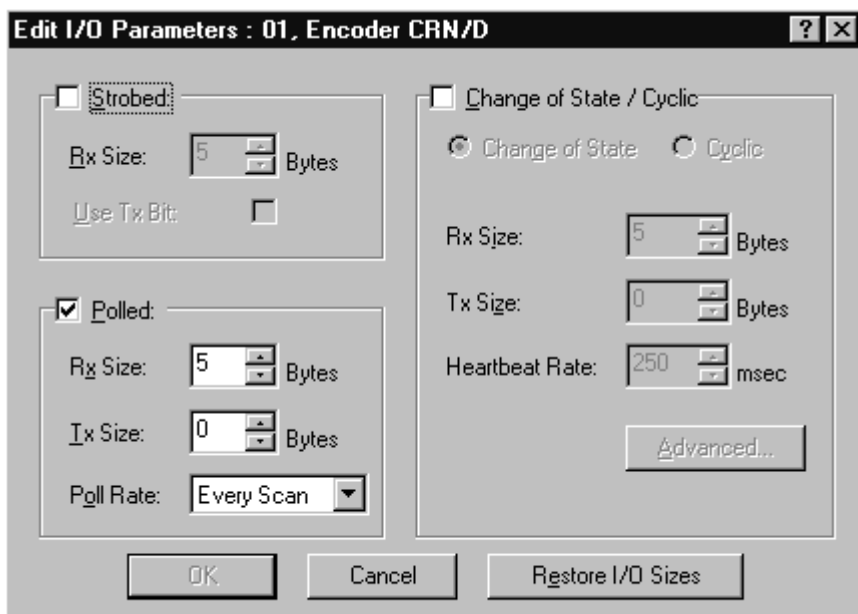 Edit I/O Parameters : 01, Encoder CRN/D
Strobed:
Rx Size: 5 Bytes
Use Tx Bit:
Polled:
Rx Size: 5 Bytes
Tx Size: 0 Bytes
Poll Rate: Every Scan
Change of State / Cyclic
Change of State Cyclic
Rx Size: 5 Bytes
Tx Size: 0 Bytes
Heartbeat Rate: 250 msec
Advanced...
OK Cancel Restore I/O Sizes